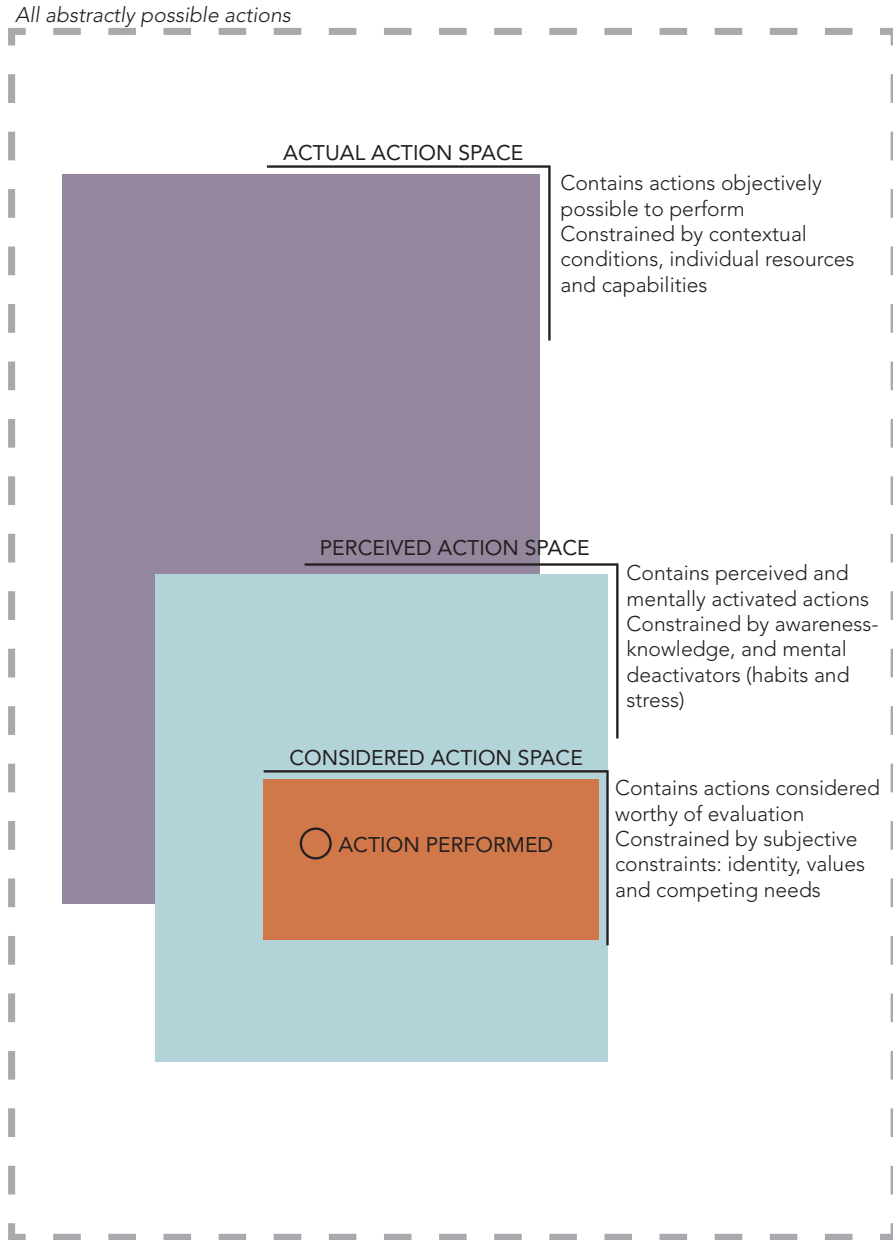 All abstractly possible actions
ACTUAL ACTION SPACE
Contains actions objectively
possible to perform
Constrained by contextual
conditions, individual resources
and capabilities
PERCEIVED ACTION SPACE
Contains perceived and
mentally activated actions
Constrained by awareness-
knowledge, and mental
deactivators (habits and
stress)
CONSIDERED ACTION SPACE
Contains actions considered
worthy of evaluation
Constrained by subjective
constraints: identity, values
and competing needs
ACTION PERFORMED